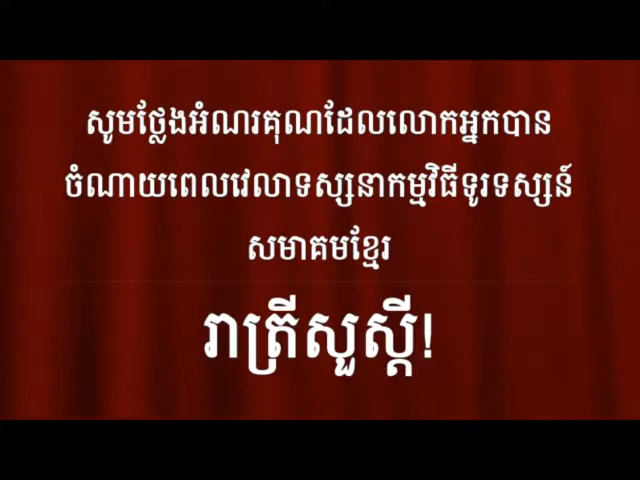 សូមថ្លែងអំណរគុណដែលលោកអ្នកបាន
ចំណាយពេលវេលាទស្សនាកម្មវិធីទូរទស្សន៍
សមាគមខ្មែរ
រាត្រីសួស្តី!